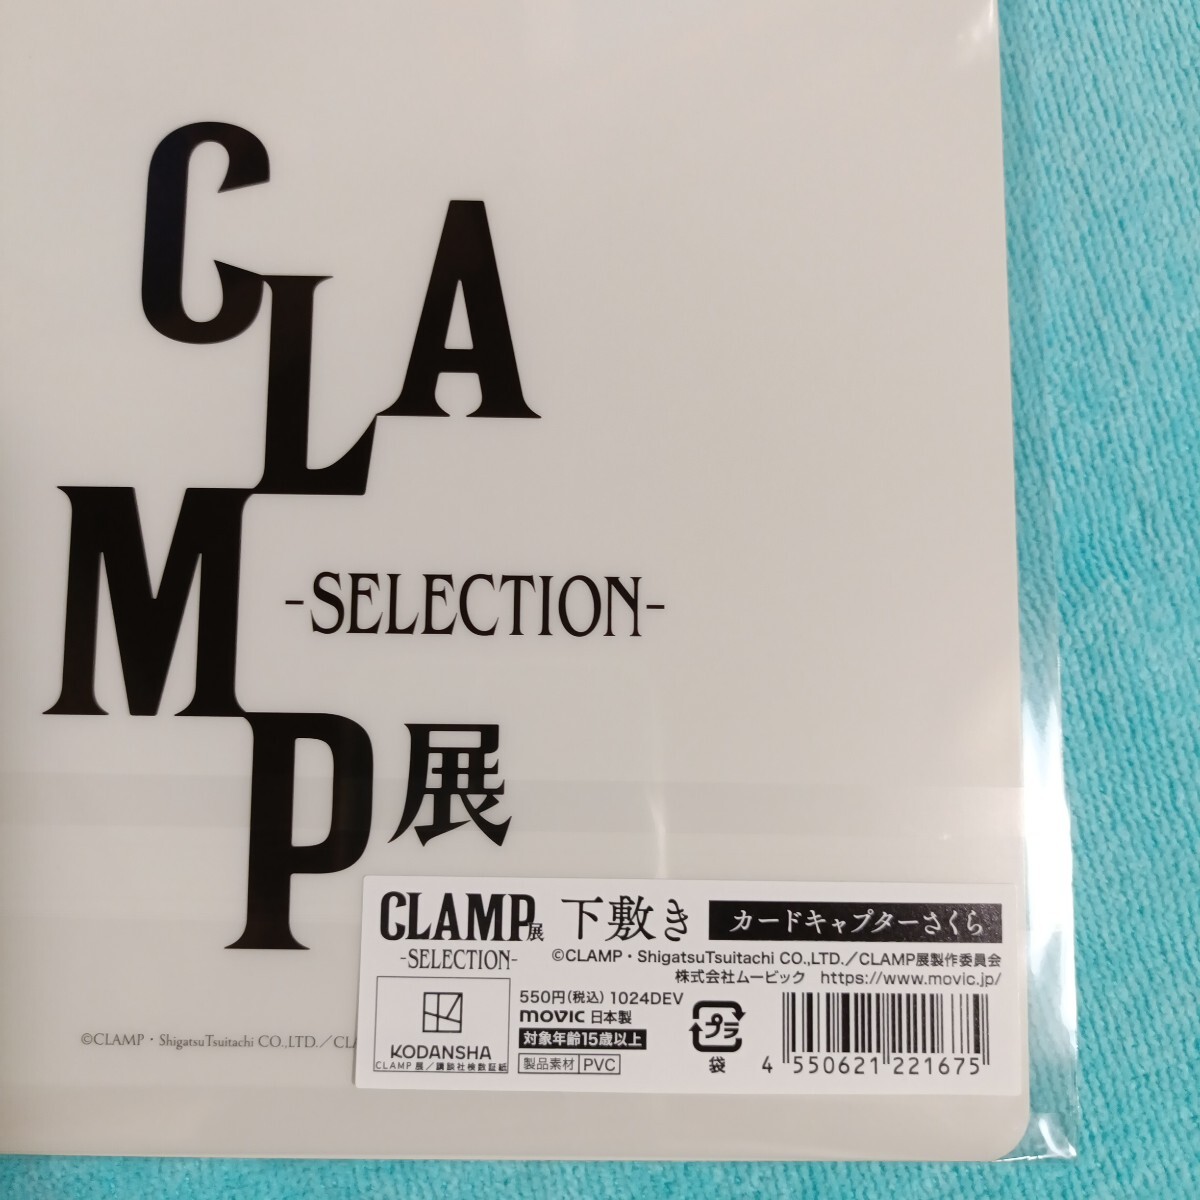 CLAMP展
-SELECTION-
©CLAMP・ShigatsuTsuitachi CO.,LTD.／CLA
CLAMP展
-SELECTION-
下敷き
カードキャプターさくら
©CLAMP・ShigatsuTsuitachi CO.,LTD.／CLAMP展製作委員会
株式会社ムービック https://www.movic.jp/
KODANSHA
CLAMP展／講談社検数証紙
550円(税込) 1024DEV
movic 日本製
対象年齢15歳以上
製品素材 PVC
プラ
袋
4 550621 221675